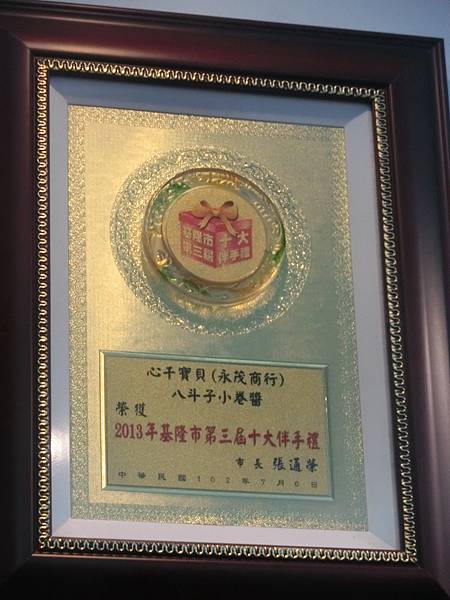 基隆市 十大
第三屆 伴手禮
心干寶貝(永茂商行)
八斗子小卷醬
榮獲
2013年基隆市第三屆十大伴手禮
市長 張通榮
中華民國102年7月6日